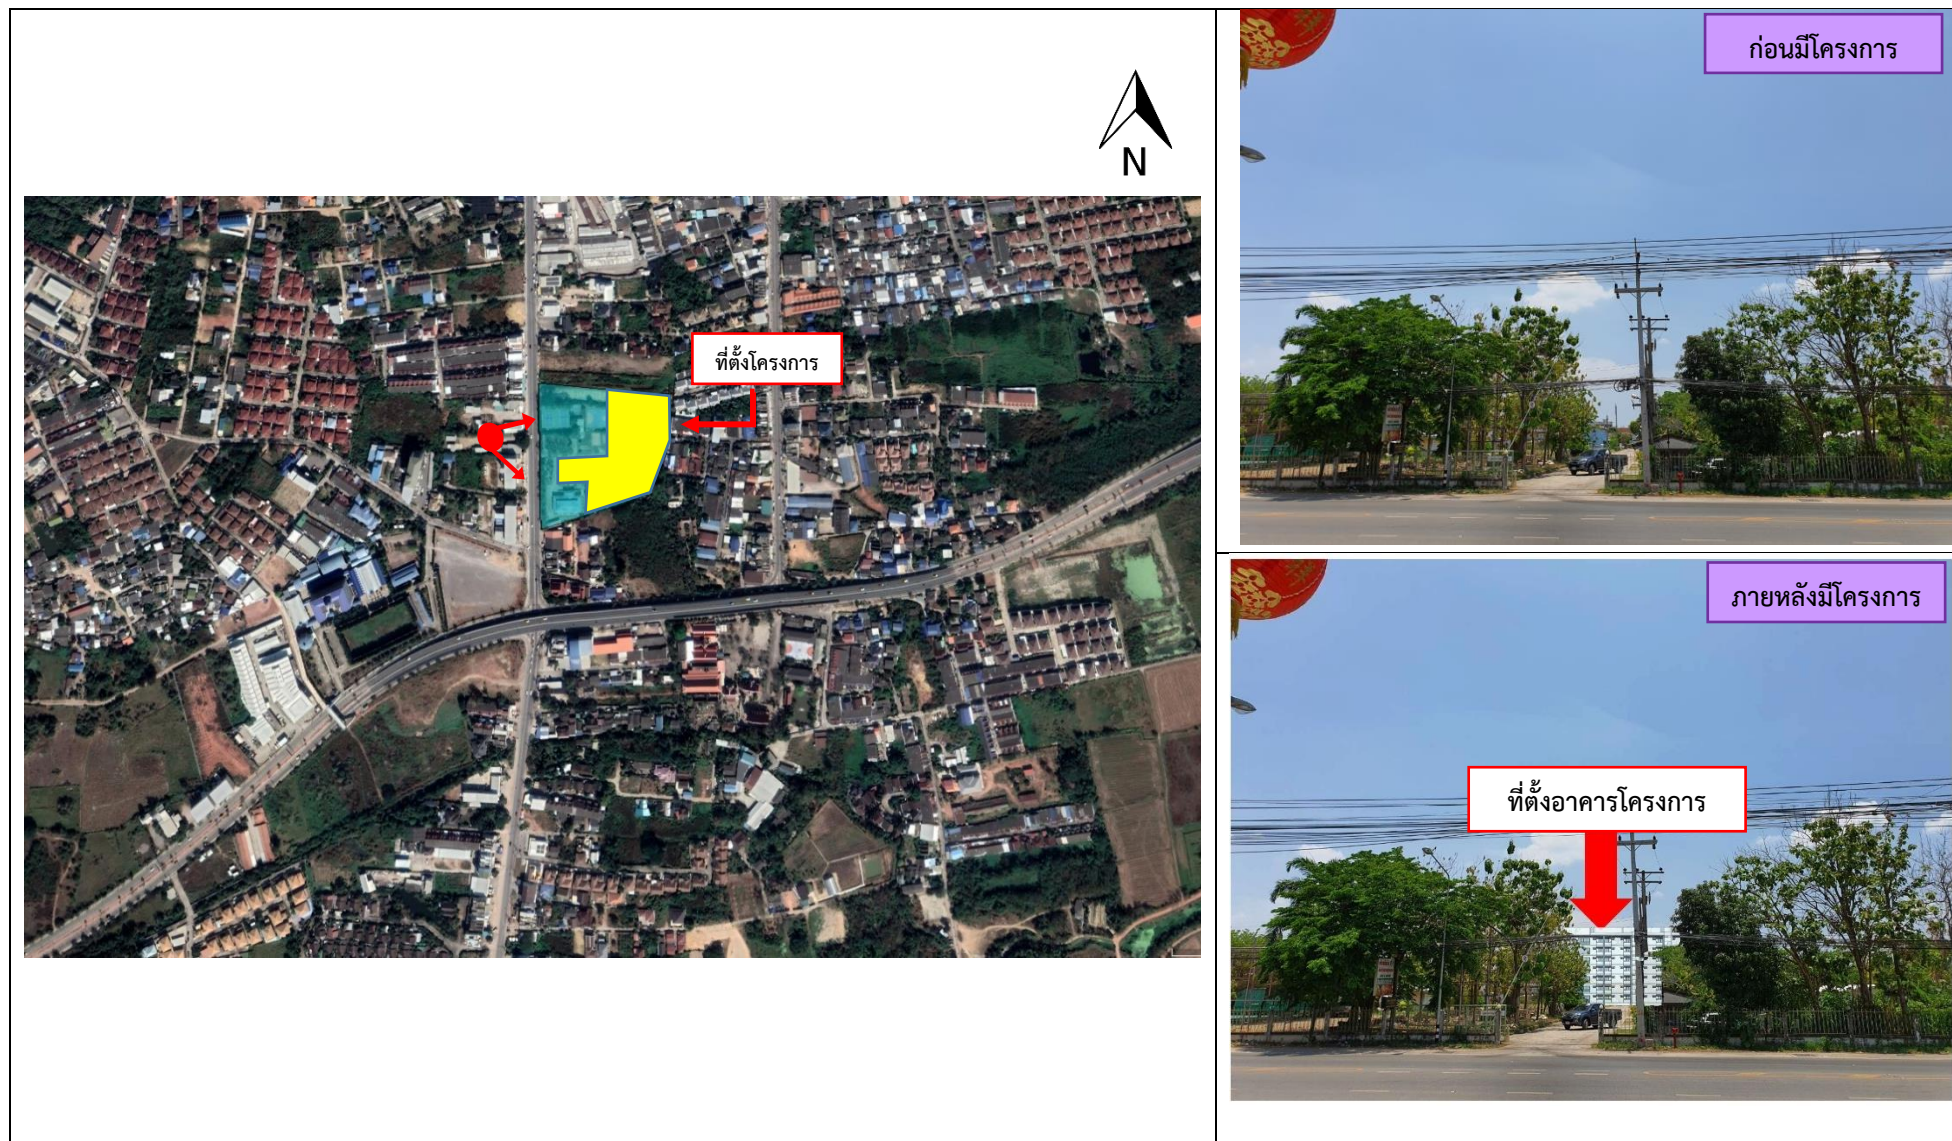 N
ที่ตั้งโครงการ
ก่อนมีโครงการ
ภายหลังมีโครงการ
ที่ตั้งอาคารโครงการ